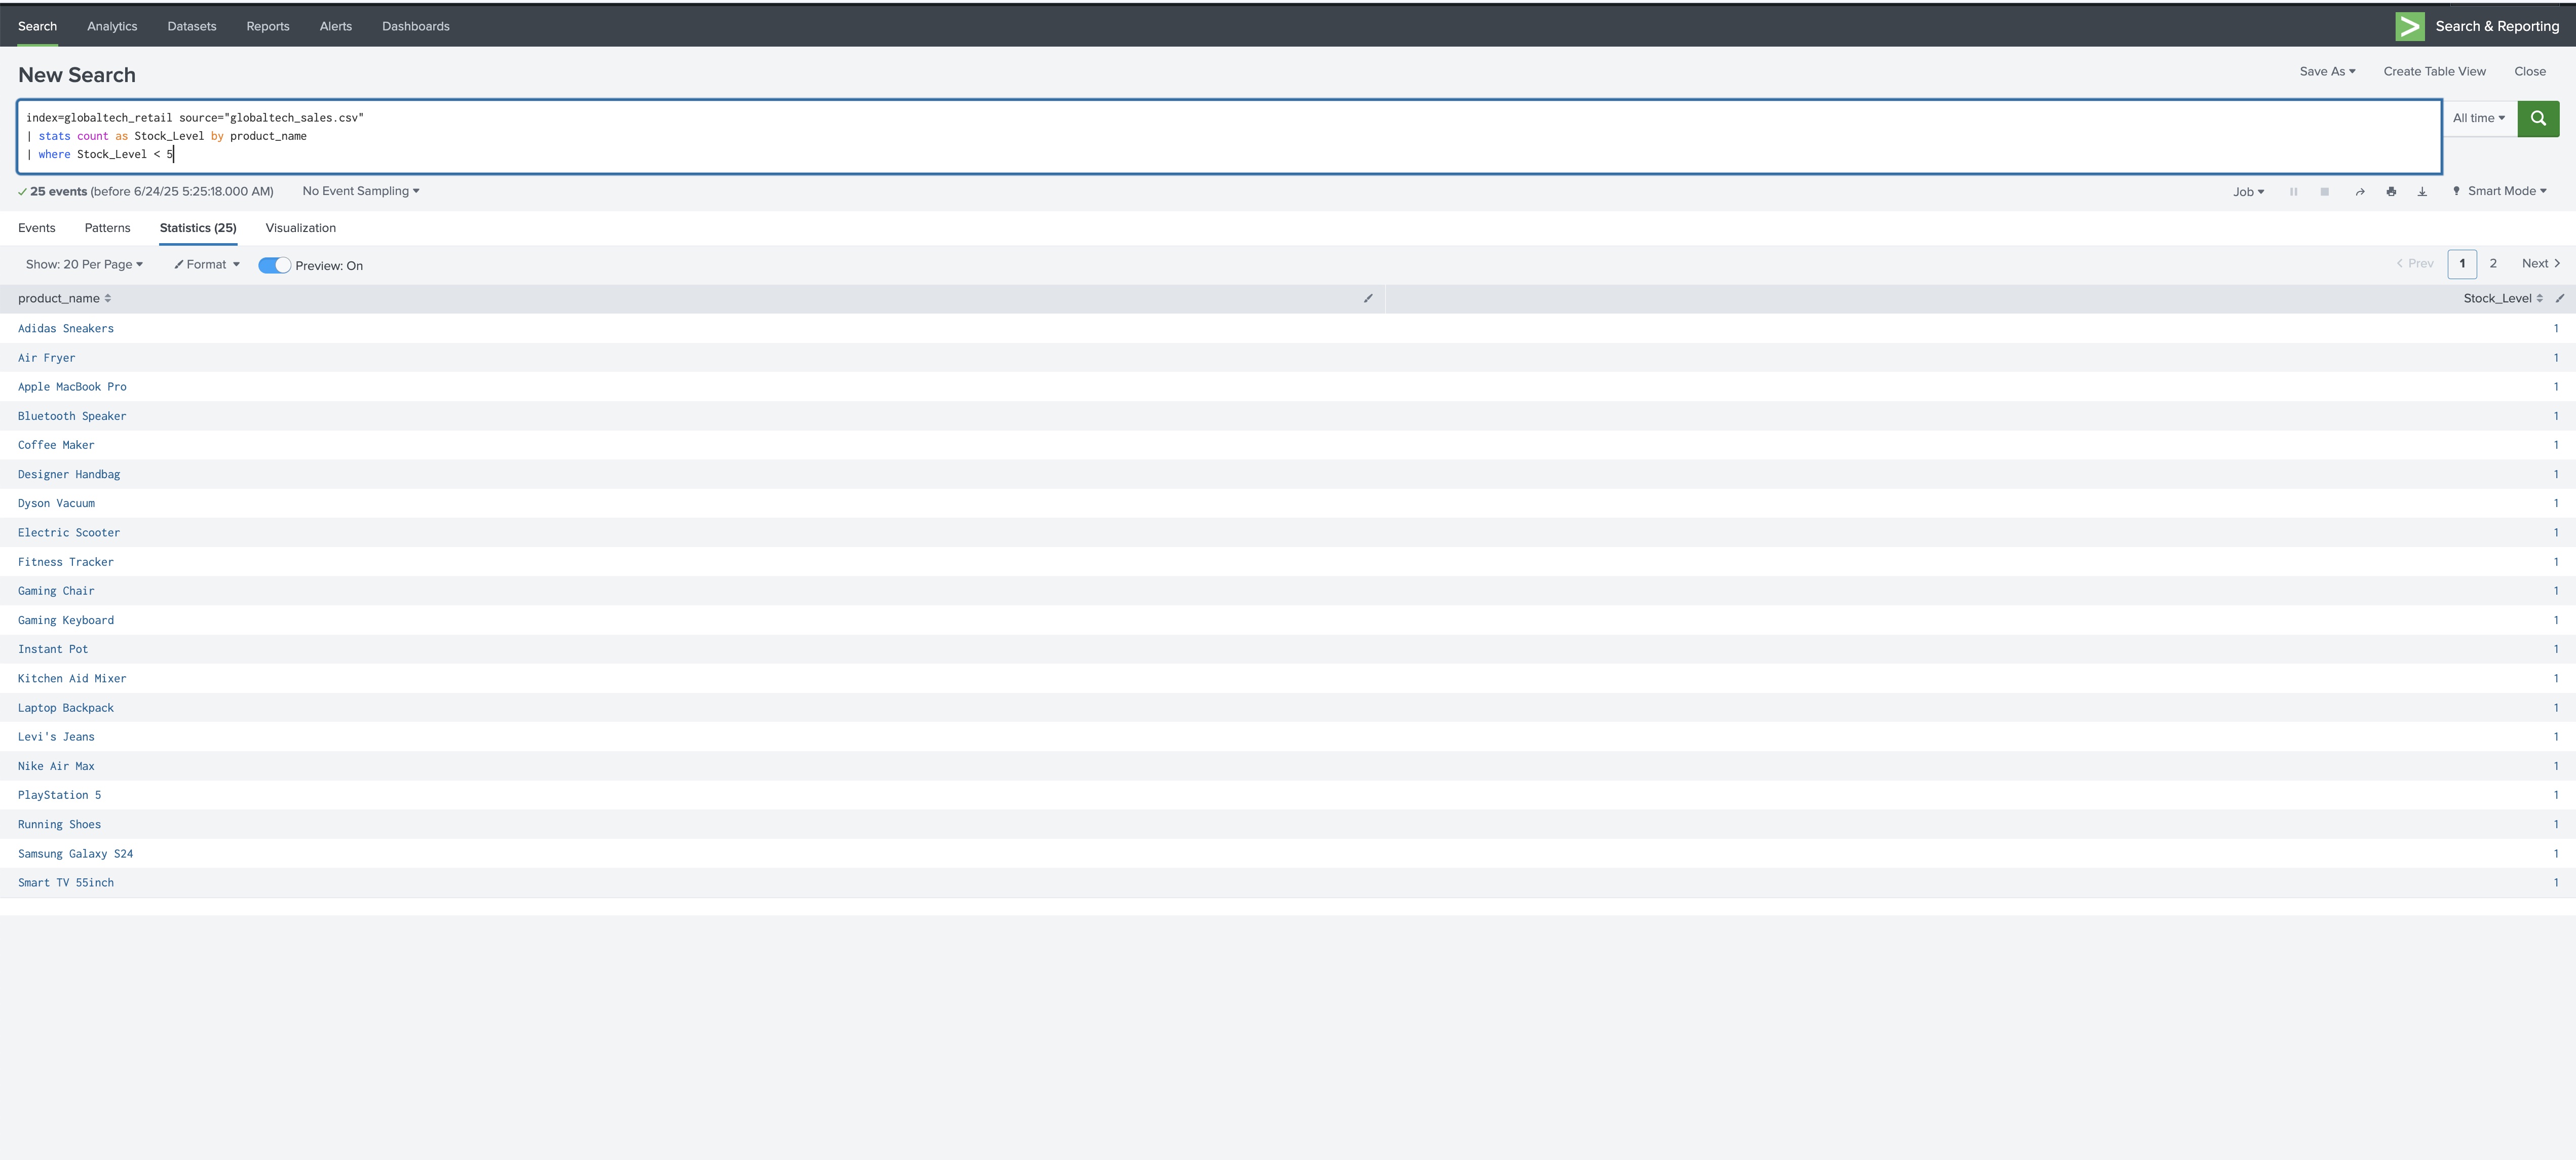 Search Analytics Datasets Reports Alerts Dashboards > Search & Reporting
New Search
Save As Create Table View Close
index=globaltech_retail source="globaltech_sales.csv"
| stats count as Stock_Level by product_name
| where Stock_Level < 5
All time
25 events (before 6/24/25 5:25:18.000 AM) No Event Sampling Job Smart Mode
Events Patterns Statistics (25) Visualization
Show: 20 Per Page Format Preview: On < Prev 1 2 Next >
product_name Stock_Level
Adidas Sneakers 1
Air Fryer 1
Apple MacBook Pro 1
Bluetooth Speaker 1
Coffee Maker 1
Designer Handbag 1
Dyson Vacuum 1
Electric Scooter 1
Fitness Tracker 1
Gaming Chair 1
Gaming Keyboard 1
Instant Pot 1
Kitchen Aid Mixer 1
Laptop Backpack 1
Levi's Jeans 1
Nike Air Max 1
PlayStation 5 1
Running Shoes 1
Samsung Galaxy S24 1
Smart TV 55inch 1